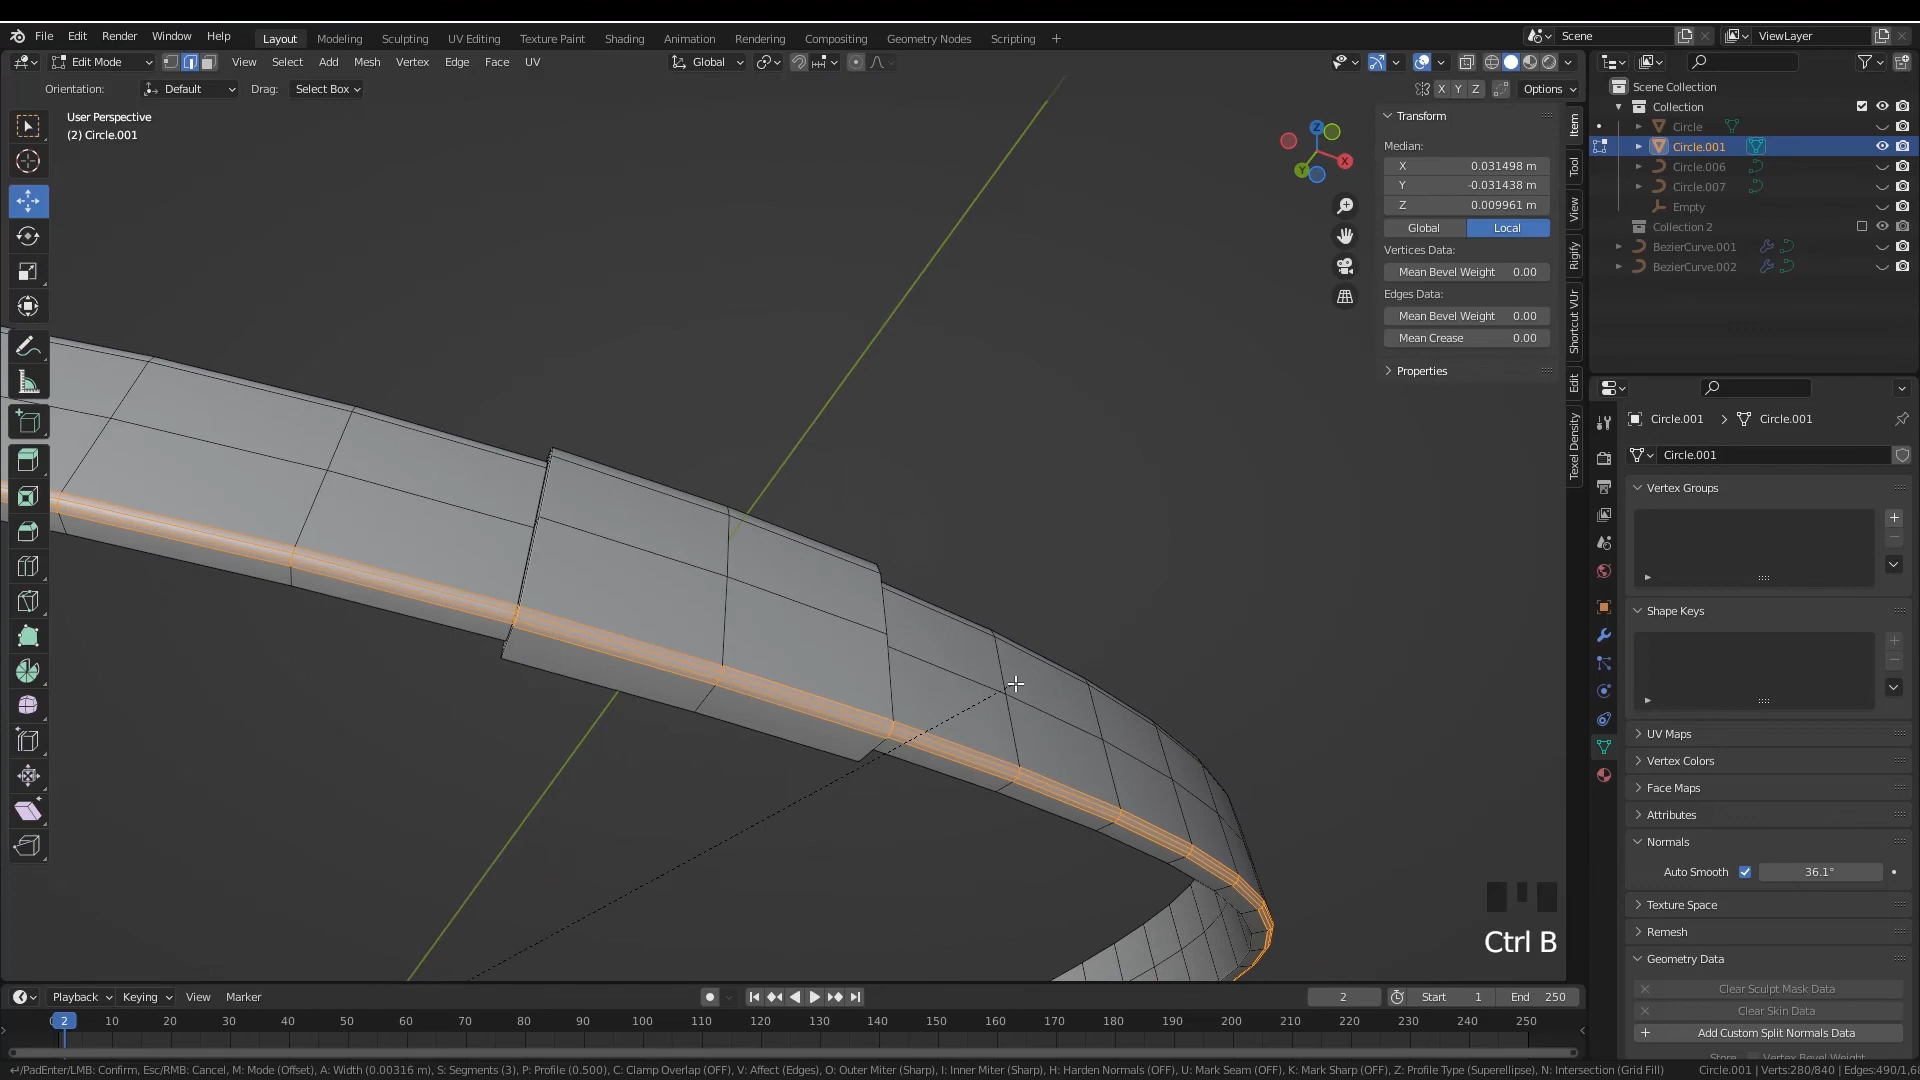 File Edit Render Window Help Layout Modeling Sculpting UV Editing Texture Paint Shading Animation Rendering Compositing Geometry Nodes Scripting + Scene ViewLayer
Edit Mode View Select Add Mesh Vertex Edge Face UV Global
Orientation: Default Drag: Select Box X Y Z Options
User Perspective
(2) Circle.001
Transform
Median:
X 0.031498 m
Y -0.031438 m
Z 0.009961 m
Global Local
Vertices Data:
Mean Bevel Weight 0.00
Edges Data:
Mean Bevel Weight 0.00
Mean Crease 0.00
Properties
Item
Tool
View
Rigify
Shortcut VUr
Edit
Texel Density
Z
X
Y
Scene Collection
Collection
Circle
Circle.001
Circle.006
Circle.007
Empty
Collection 2
BezierCurve.001
BezierCurve.002
Circle.001 > Circle.001
Circle.001
Vertex Groups
Shape Keys
UV Maps
Vertex Colors
Face Maps
Attributes
Normals
Auto Smooth 36.1°
Texture Space
Remesh
Geometry Data
Clear Sculpt Mask Data
Clear Skin Data
Add Custom Split Normals Data
Store Vertex Bevel Weight
Ctrl B
Playback Keying View Marker 2 Start 1 End 250
2 10 20 30 40 50 60 70 80 90 100 110 120 130 140 150 160 170 180 190 200 210 220 230 240 250
/PadEnter/LMB: Confirm, Esc/RMB: Cancel, M: Mode (Offset), A: Width (0.00316 m), S: Segments (3), P: Profile (0.500), C: Clamp Overlap (OFF), V: Affect (Edges), O: Outer Miter (Sharp), I: Inner Miter (Sharp), H: Harden Normals (OFF), U: Mark Seam (OFF), K: Mark Sharp (OFF), Z: Profile Type (Superellipse), N: Intersection (Grid Fill) Circle.001 | Verts:280/840 | Edges:490/1,6